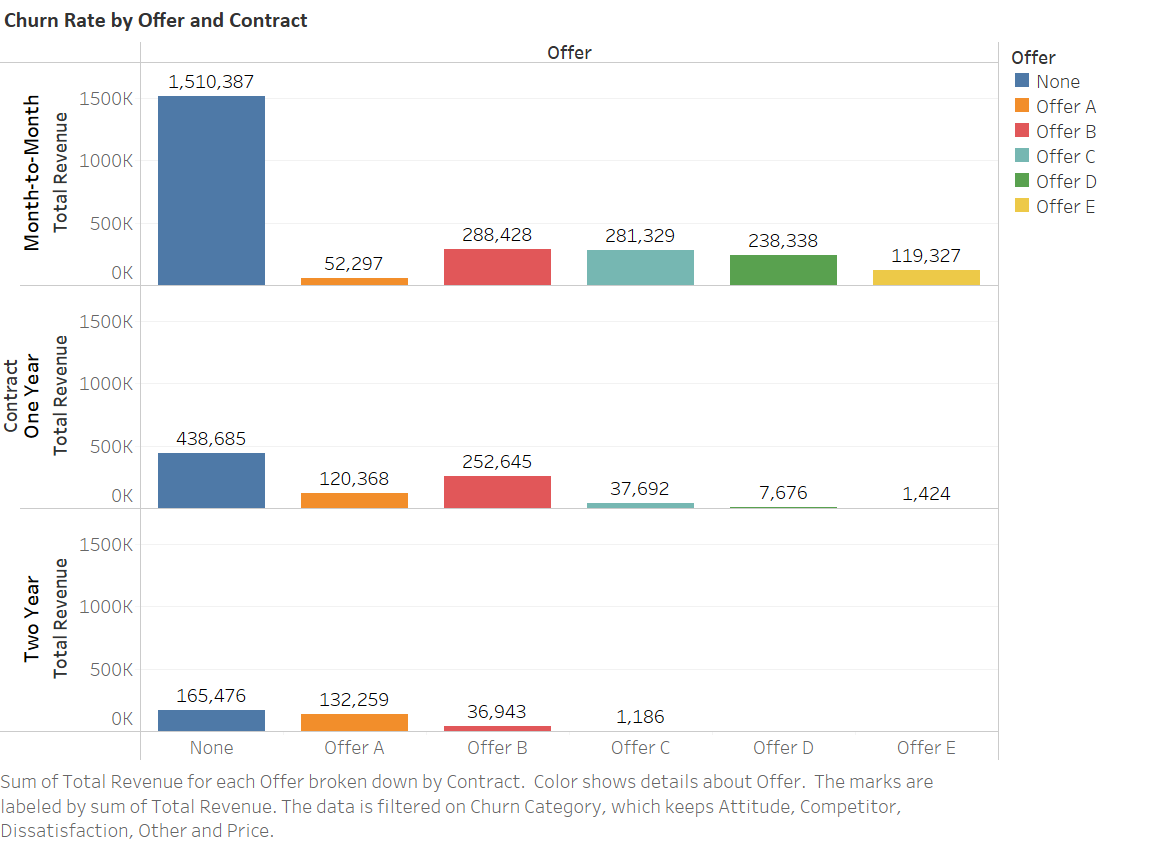 Churn Rate by Offer and Contract
Offer
Contract
Month-to-Month
Total Revenue
1500K
1000K
500K
0K
1,510,387
52,297
288,428
281,329
238,338
119,327
One Year
Total Revenue
1500K
1000K
500K
0K
438,685
120,368
252,645
37,692
7,676
1,424
Two Year
Total Revenue
1500K
1000K
500K
0K
165,476
132,259
36,943
1,186
None
Offer A
Offer B
Offer C
Offer D
Offer E
Offer
None
Offer A
Offer B
Offer C
Offer D
Offer E
Sum of Total Revenue for each Offer broken down by Contract.  Color shows details about Offer.  The marks are
labeled by sum of Total Revenue. The data is filtered on Churn Category, which keeps Attitude, Competitor,
Dissatisfaction, Other and Price.